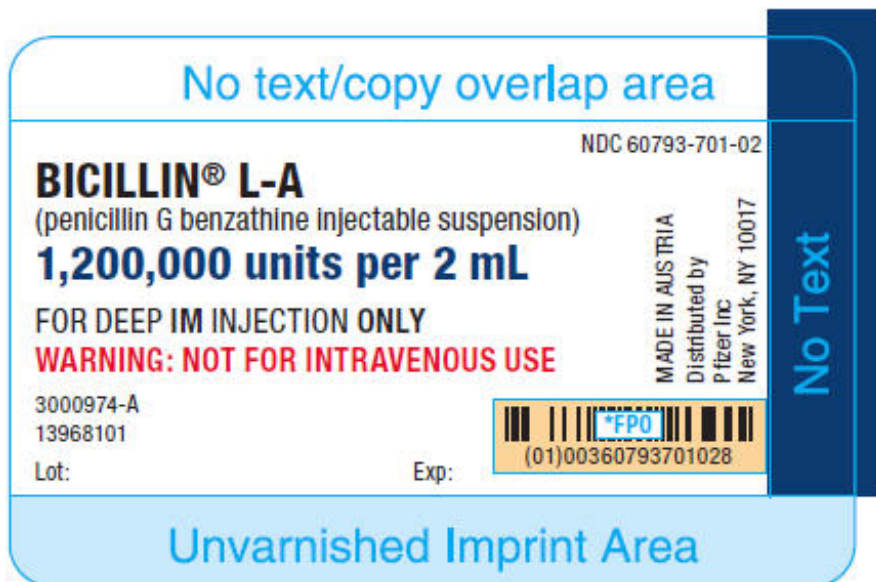 No text/copy overlap area
NDC 60793-701-02
BICILLIN® L-A
(penicillin G benzathine injectable suspension)
1,200,000 units per 2 mL
FOR DEEP IM INJECTION ONLY
WARNING: NOT FOR INTRAVENOUS USE
3000974-A
13968101
Lot:
Exp:
MADE IN AUSTRIA
Distributed by
Pfizer Inc
New York, NY 10017
*FPO
(01)00360793701028
No Text
Unvarnished Imprint Area